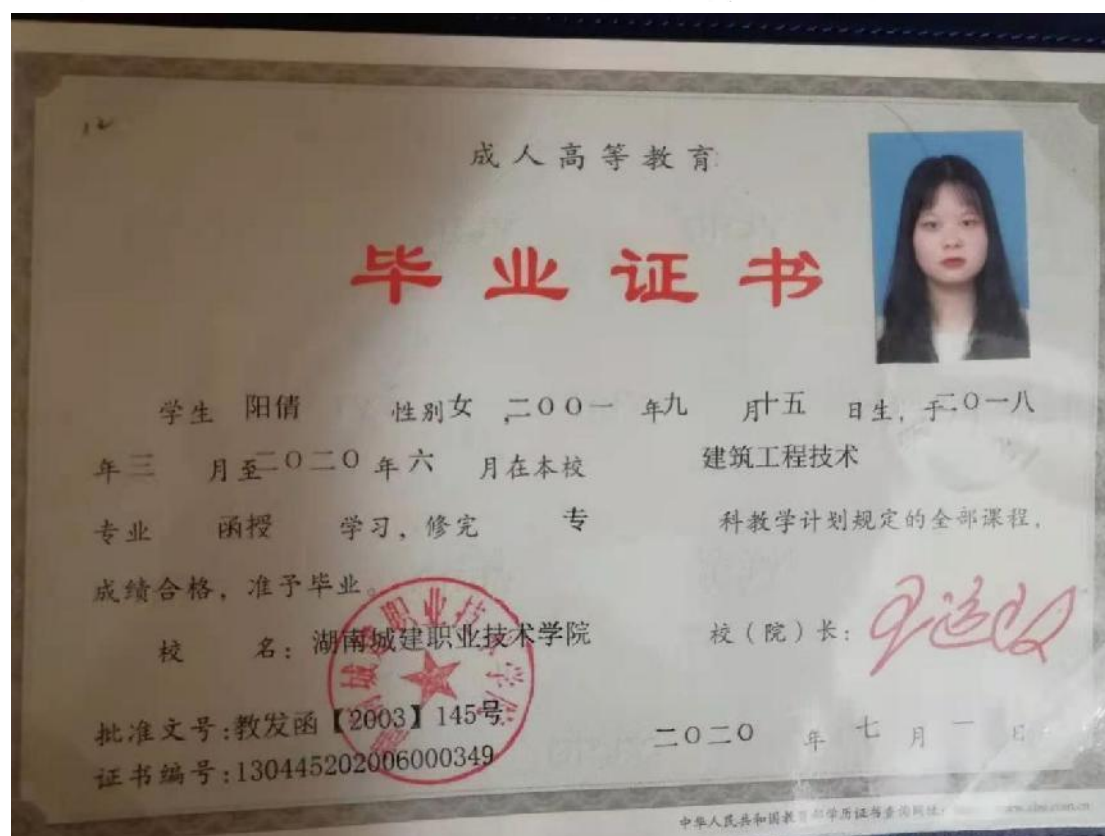 成人高等教育
毕业证书
学生 阳倩 性别女,二〇〇一 年九 月十五 日生,于二〇一八
年三 月至二〇二〇年六 月在本校 建筑工程技术
专业 函授 学习,修完 专 科教学计划规定的全部课程,
成绩合格,准予毕业。
校 名:湖南城建职业技术学院 校(院)长:
批准文号:教发函【2003】145号
二〇二〇 年 七 月 一 日
证书编号:130445202006000349
中华人民共和国教育部学历证书查询网址: